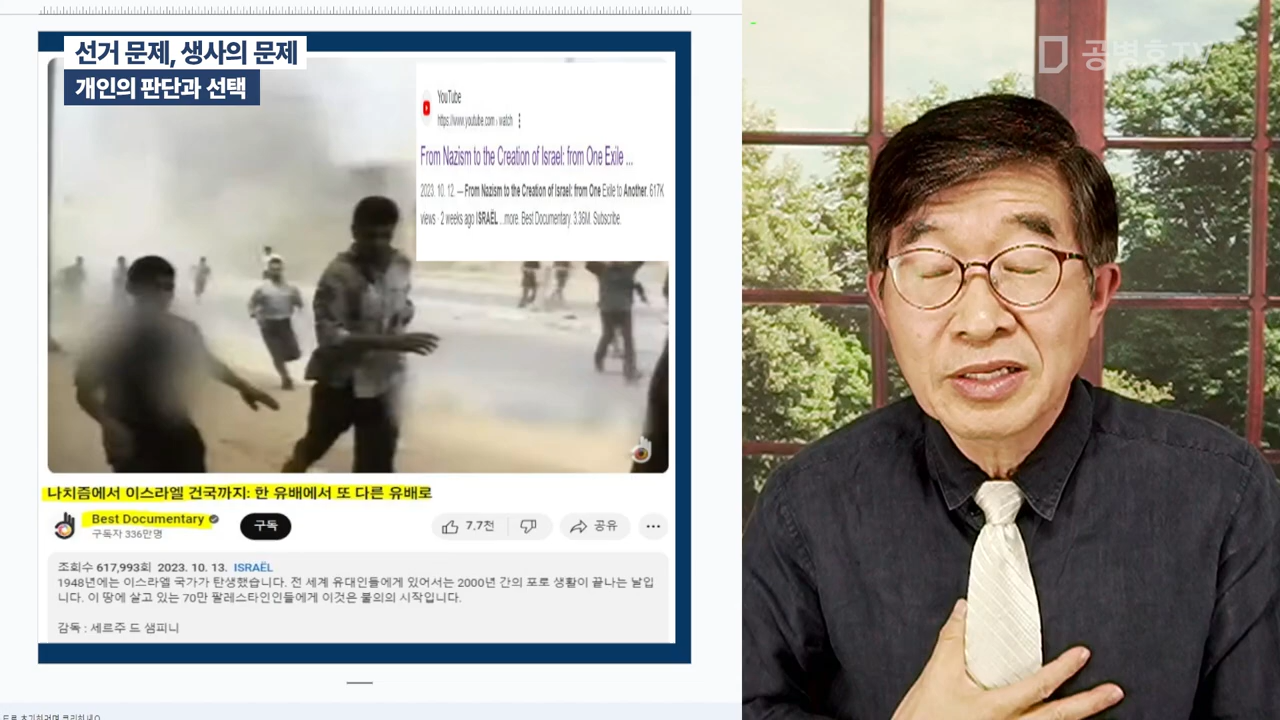 선거 문제, 생사의 문제
개인의 판단과 선택
공병호TV
YouTube
https://www.youtube.com › watch
From Nazism to the Creation of Israel: from One Exile ...
2023. 10. 12. — From Nazism to the Creation of Israel: from One Exile to Another. 617K
views · 2 weeks ago ISRAËL ...more. Best Documentary. 3.36M. Subscribe.
나치즘에서 이스라엘 건국까지: 한 유배에서 또 다른 유배로
Best Documentary
구독자 336만명
구독
7.7천
공유
조회수 617,993회 2023. 10. 13. ISRAËL
1948년에는 이스라엘 국가가 탄생했습니다. 전 세계 유대인들에게 있어서는 2000년 간의 포로 생활이 끝나는 날입
니다. 이 땅에 살고 있는 70만 팔레스타인인들에게 이것은 불의의 시작입니다.
감독 : 세르주 드 샘피니